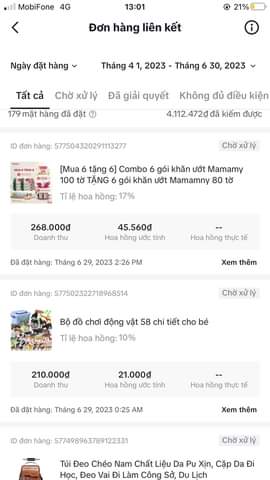 MobiFone 4G
13:01
21%
Đơn hàng liên kết
Ngày đặt hàng
Tháng 4 1, 2023 - Tháng 6 30, 2023
Tất cả
Chờ xử lý
Đã giải quyết
Không đủ điều kiện
179 mặt hàng đã đặt
4.112.472đ đã kiếm được
ID đơn hàng: 577504320291113277
Chờ xử lý
[Mua 6 tặng 6] Combo 6 gói khăn ướt Mamamy
100 tờ TẶNG 6 gói khăn ướt Mamamny 80 tờ
Tỉ lệ hoa hồng: 17%
268.000đ
45.560đ
--
Doanh thu
Hoa hồng ước tính
Hoa hồng thực tế
Đã đặt hàng: Tháng 6 29, 2023 2:26 PM
Xem thêm
ID đơn hàng: 577502322718968514
Chờ xử lý
Bộ đồ chơi động vật 58 chi tiết cho bé
Tỉ lệ hoa hồng: 10%
210.000đ
21.000đ
--
Doanh thu
Hoa hồng ước tính
Hoa hồng thực tế
Đã đặt hàng: Tháng 6 29, 2023 0:25 AM
Xem thêm
ID đơn hàng: 577498963789122331
Chờ xử lý
Túi Đeo Chéo Nam Chất Liệu Da Pu Xịn, Cặp Da Đi
Học, Đeo Vai Đi Làm Công Sở, Du Lịch